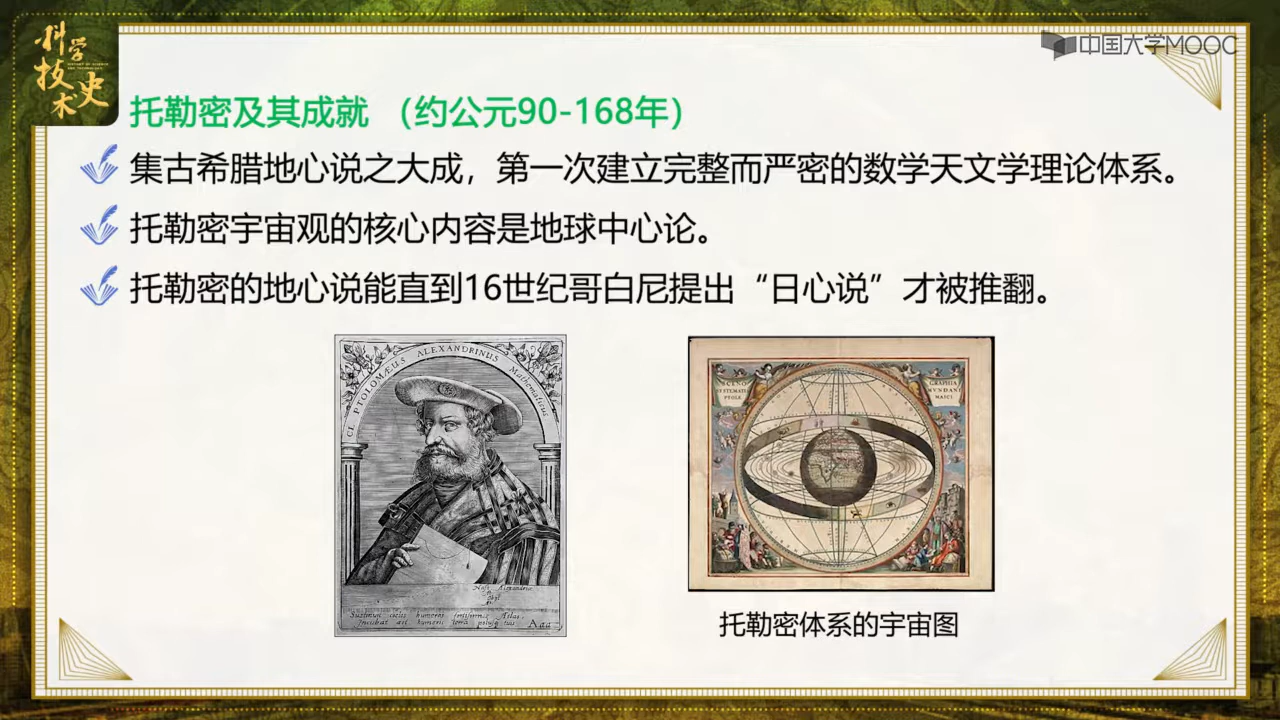 科学技术史
中国大学MOOC
托勒密及其成就 （约公元90-168年）
集古希腊地心说之大成，第一次建立完整而严密的数学天文学理论体系。
托勒密宇宙观的核心内容是地球中心论。
托勒密的地心说能直到16世纪哥白尼提出“日心说”才被推翻。
CL PTOLOMÆUS ALEXANDRINUS Mathematicus
托勒密体系的宇宙图